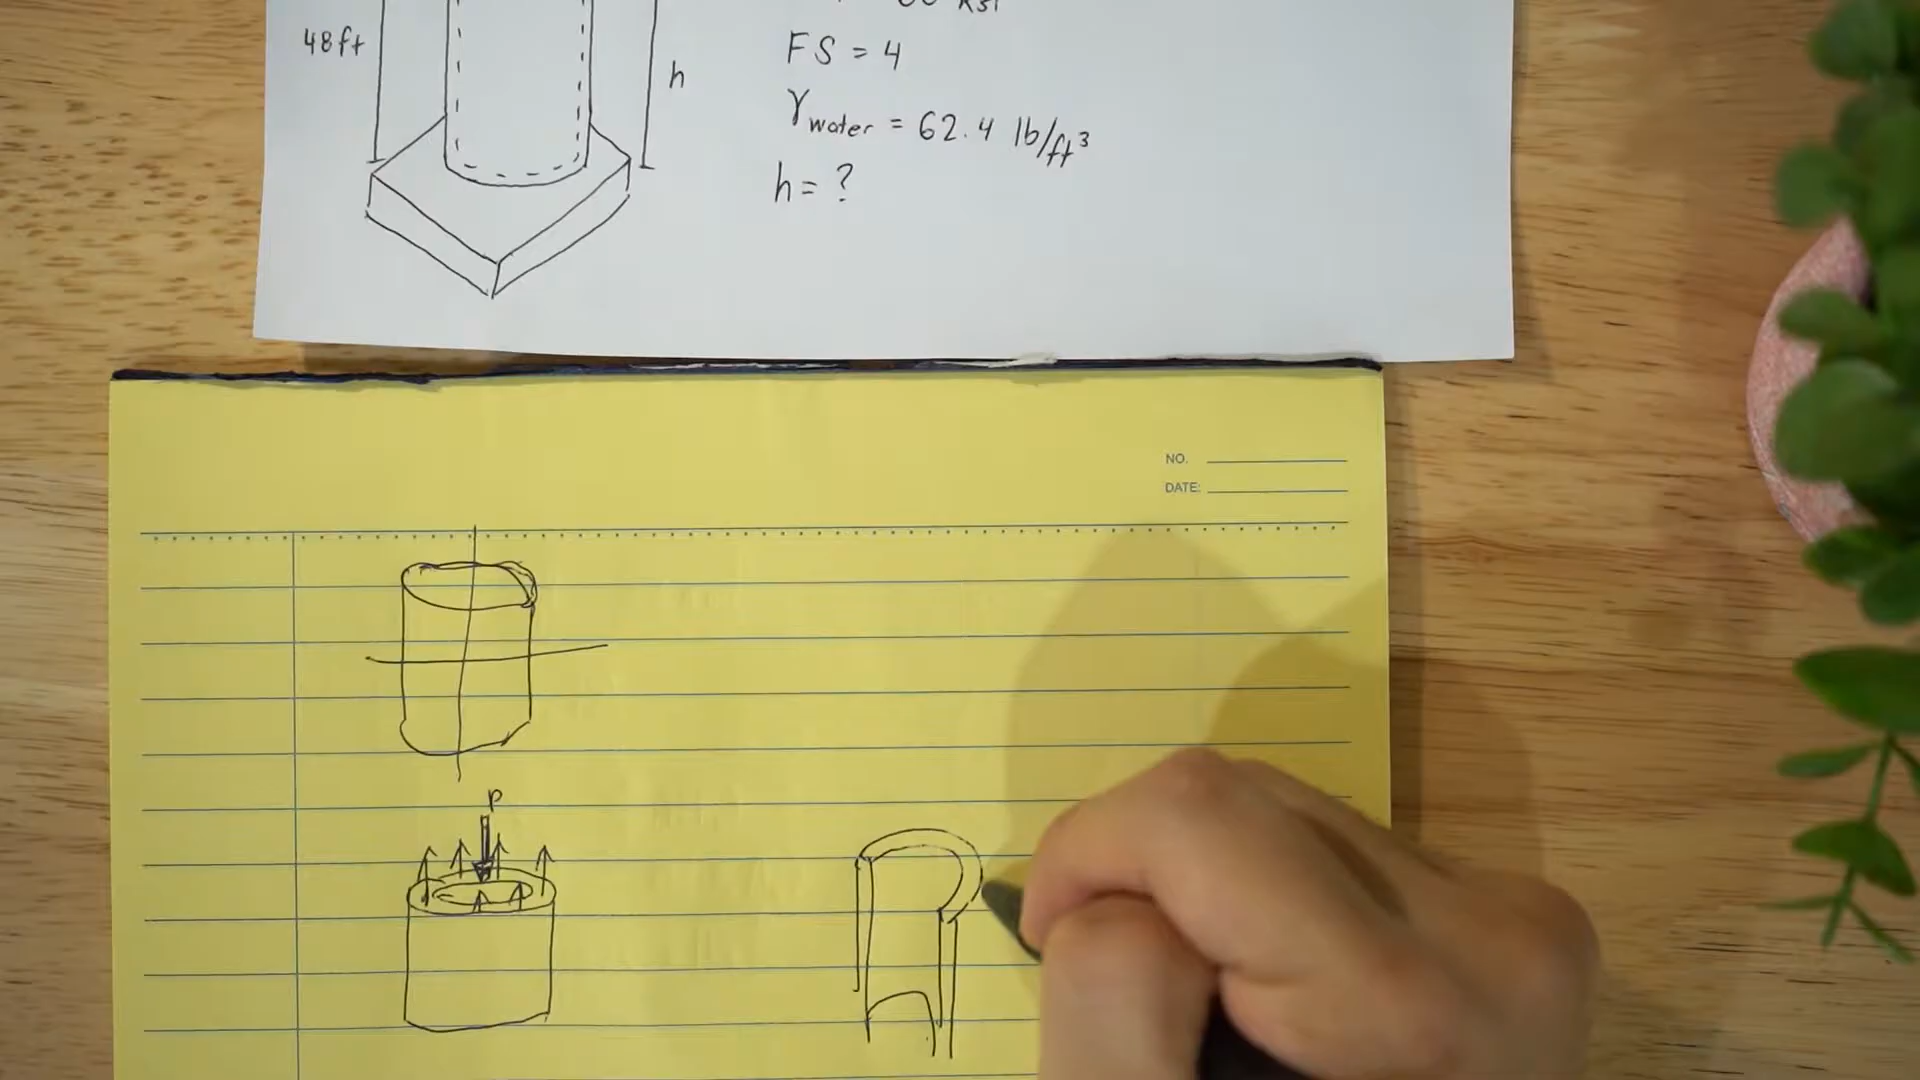 48ft
h
FS = 4
γwater = 62.4 lb/ft³
h = ?
NO.
DATE:
P